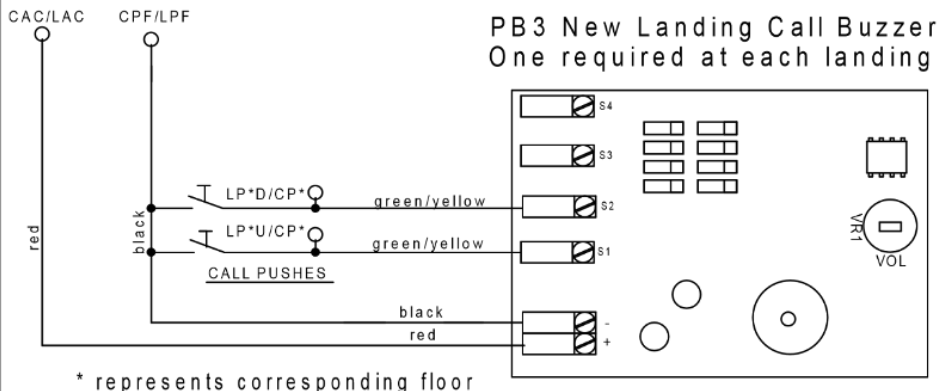 CAC/LAC
CPF/LPF
PB3 New Landing Call Buzzer
One required at each landing
S4
S3
LP*D/CP*
green/yellow
S2
LP*U/CP*
green/yellow
S1
CALL PUSHES
red
black
VR1
VOL
black
-
red
+
* represents corresponding floor